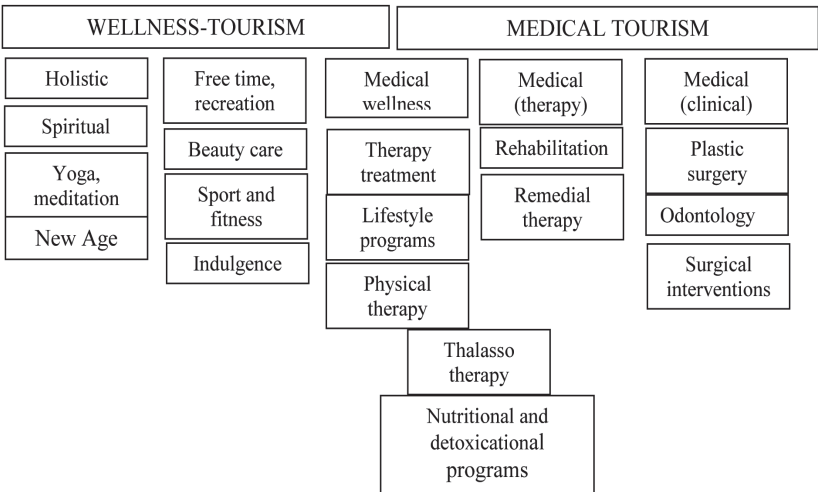 WELLNESS-TOURISM
MEDICAL TOURISM
Holistic
Spiritual
Yoga,
meditation
New Age
Free time,
recreation
Beauty care
Sport and
fitness
Indulgence
Medical
wellness
Therapy
treatment
Lifestyle
programs
Physical
therapy
Medical
(therapy)
Rehabilitation
Remedial
therapy
Medical
(clinical)
Plastic
surgery
Odontology
Surgical
interventions
Thalasso
therapy
Nutritional and
detoxicational
programs